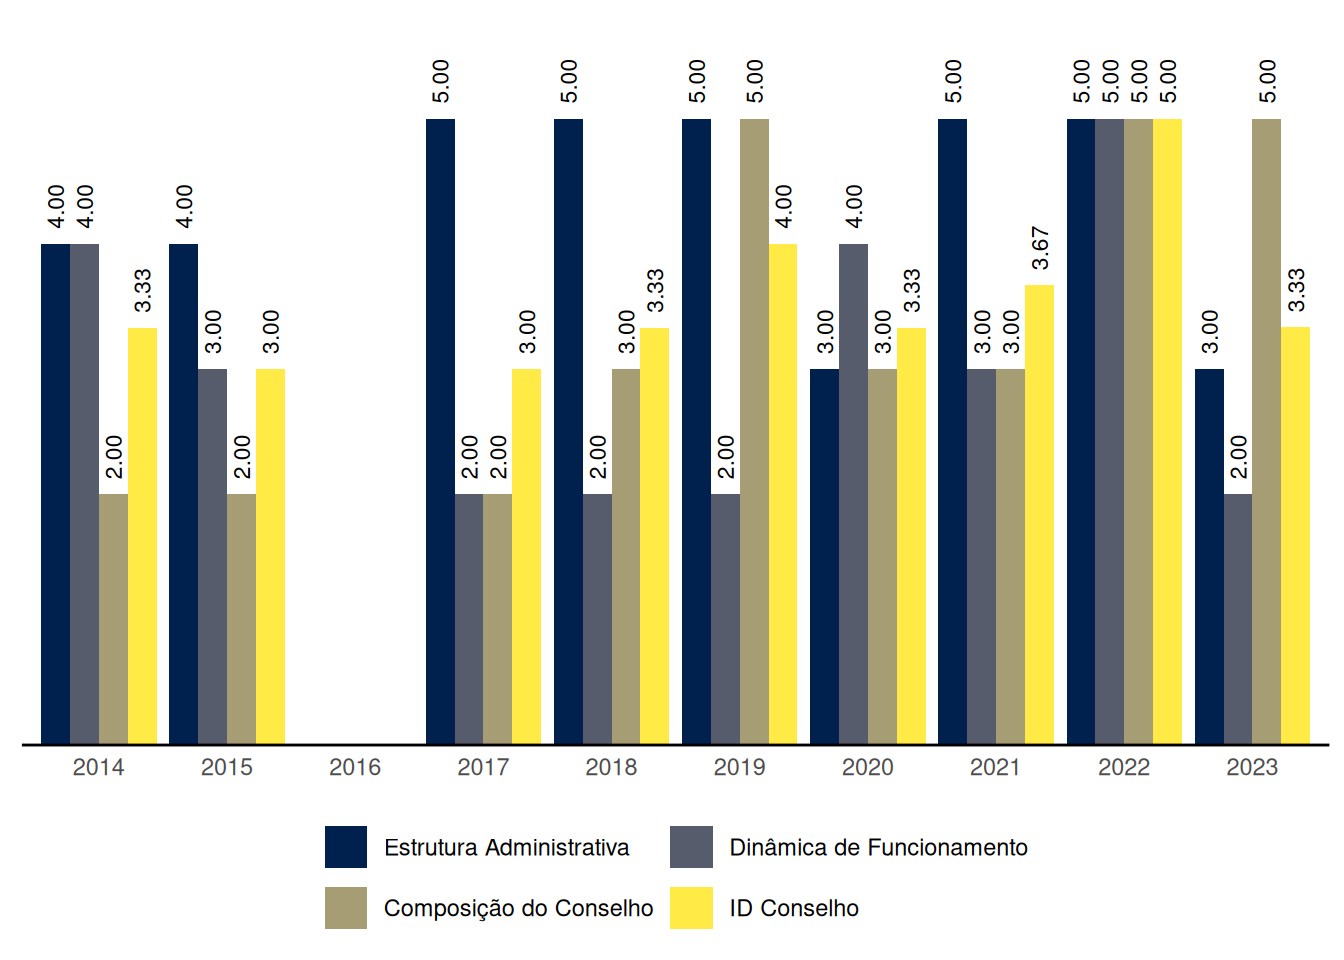 5.00 5.00 5.00 5.00 5.00 5.00 5.00 5.00 5.00 5.00
4.00 4.00 4.00 4.00 4.00
3.67
3.33 3.33 3.33 3.33
3.00 3.00 3.00 3.00 3.00 3.00 3.00 3.00 3.00
2.00 2.00 2.00 2.00 2.00 2.00 2.00
2014 2015 2016 2017 2018 2019 2020 2021 2022 2023
Estrutura Administrativa Dinâmica de Funcionamento
Composição do Conselho ID Conselho